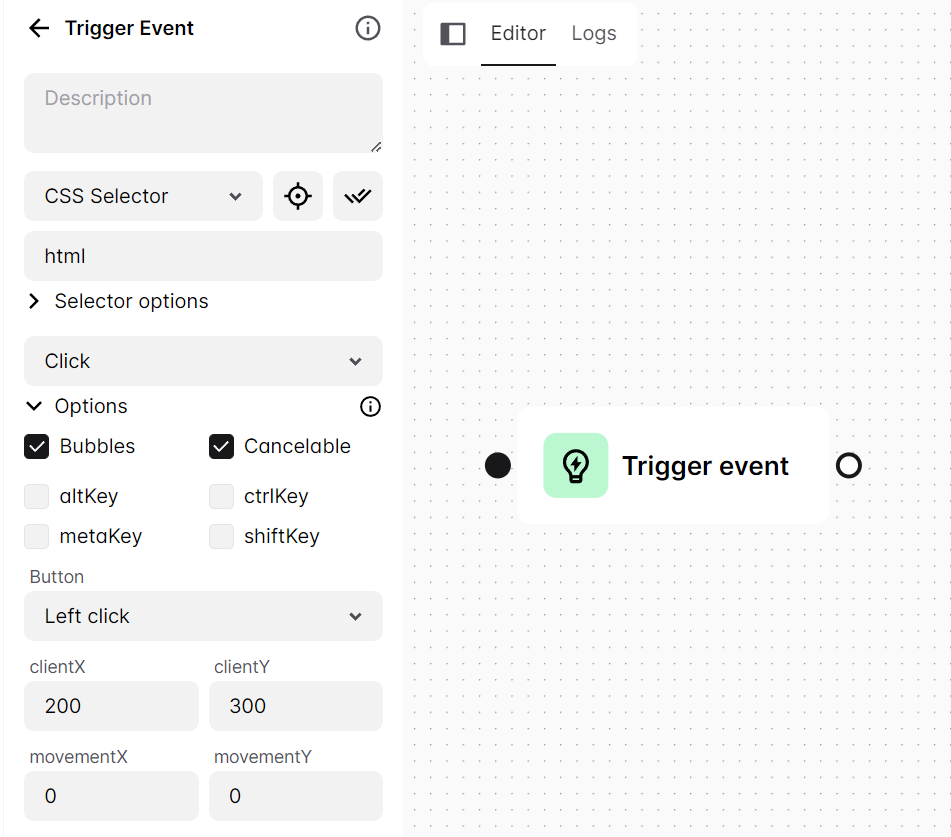 Trigger Event
Editor Logs
Description
CSS Selector
html
Selector options
Click
Options
Bubbles Cancelable
Trigger event
altKey ctrlKey
metaKey shiftKey
Button
Left click
clientX clientY
200 300
movementX movementY
0 0